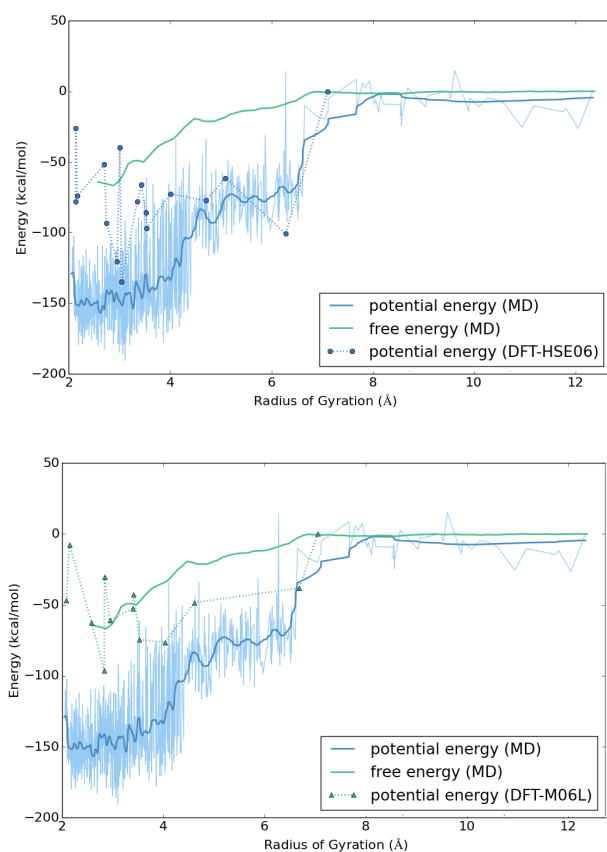 50
0
−50
−100
−150
−200
Energy (kcal/mol)
potential energy (MD)
free energy (MD)
potential energy (DFT-HSE06)
2 4 6 8 10 12
Radius of Gyration (Å)
50
0
−50
−100
−150
−200
Energy (kcal/mol)
potential energy (MD)
free energy (MD)
potential energy (DFT-M06L)
2 4 6 8 10 12
Radius of Gyration (Å)